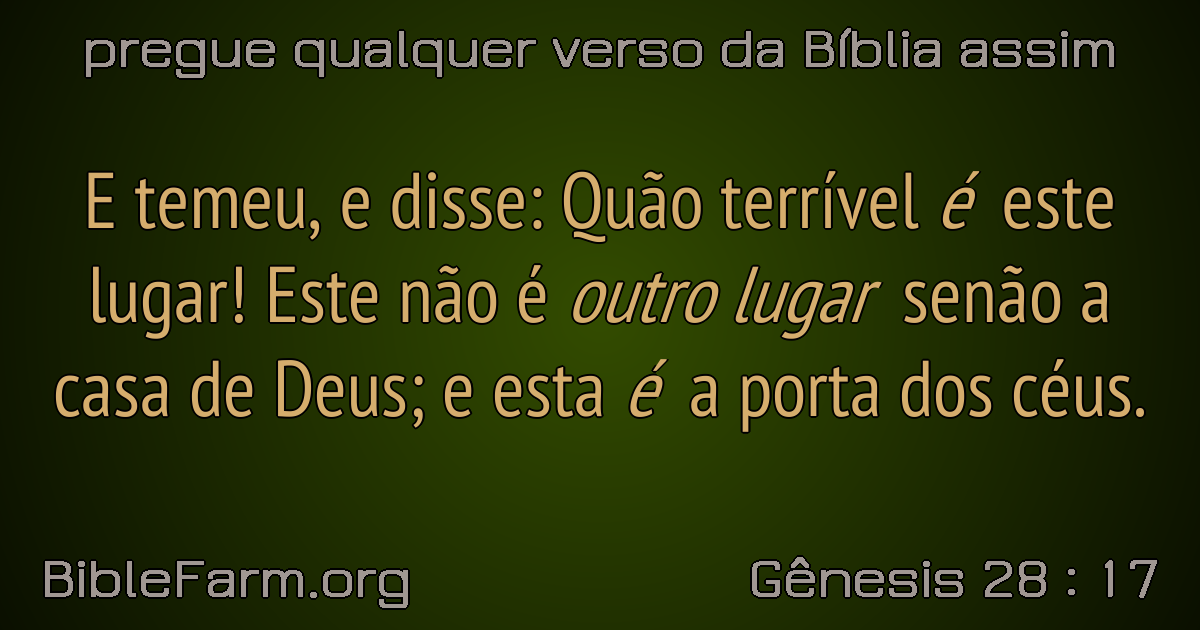 pregue qualquer verso da Bíblia assim
E temeu, e disse: Quão terrível é este
lugar! Este não é outro lugar senão a
casa de Deus; e esta é a porta dos céus.
BibleFarm.org
Gênesis 28 : 17